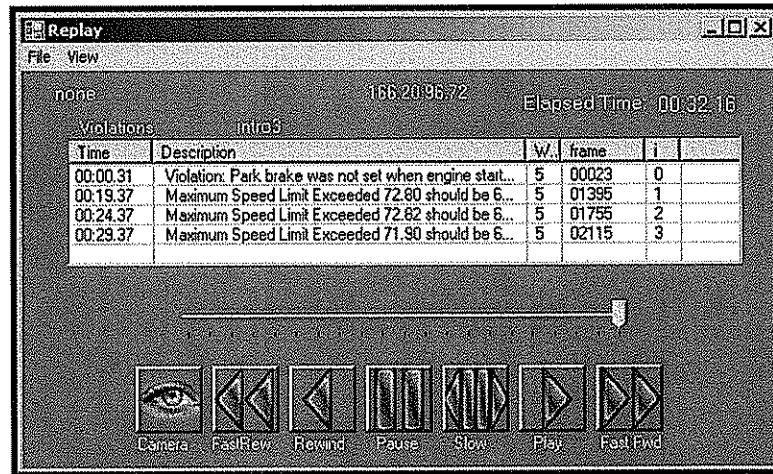 Replay
File View
none 166.20.96.72 Elapsed Time: 00:32.16
Violations intro3
Time Description W.. frame i
00:00.31 Violation: Park brake was not set when engine start... 5 00023 0
00:19.37 Maximum Speed Limit Exceeded 72.80 should be 6... 5 01395 1
00:24.37 Maximum Speed Limit Exceeded 72.82 should be 6... 5 01755 2
00:29.37 Maximum Speed Limit Exceeded 71.90 should be 6... 5 02115 3
Camera FastRew Rewind Pause Slow Play Fast Fwd